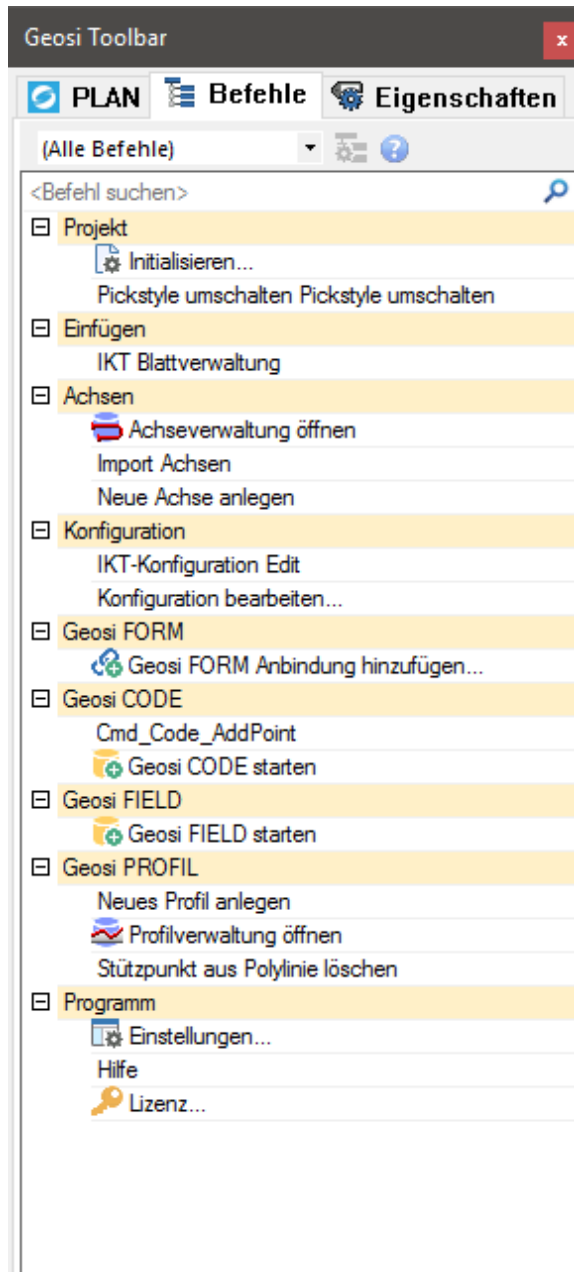 Geosi Toolbar
x
PLAN Befehle Eigenschaften
(Alle Befehle)
?
<Befehl suchen>
Projekt
Initialisieren...
Pickstyle umschalten Pickstyle umschalten
Einfügen
IKT Blattverwaltung
Achsen
Achseverwaltung öffnen
Import Achsen
Neue Achse anlegen
Konfiguration
IKT-Konfiguration Edit
Konfiguration bearbeiten...
Geosi FORM
Geosi FORM Anbindung hinzufügen...
Geosi CODE
Cmd_Code_AddPoint
Geosi CODE starten
Geosi FIELD
Geosi FIELD starten
Geosi PROFIL
Neues Profil anlegen
Profilverwaltung öffnen
Stützpunkt aus Polylinie löschen
Programm
Einstellungen...
Hilfe
Lizenz...